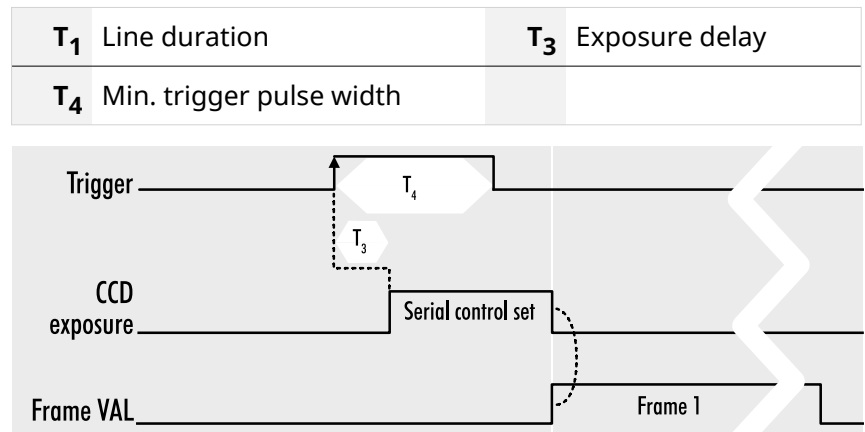 T1 Line duration T3 Exposure delay
T4 Min. trigger pulse width
Trigger
T4
T3
CCD
exposure
Serial control set
Frame VAL
Frame 1